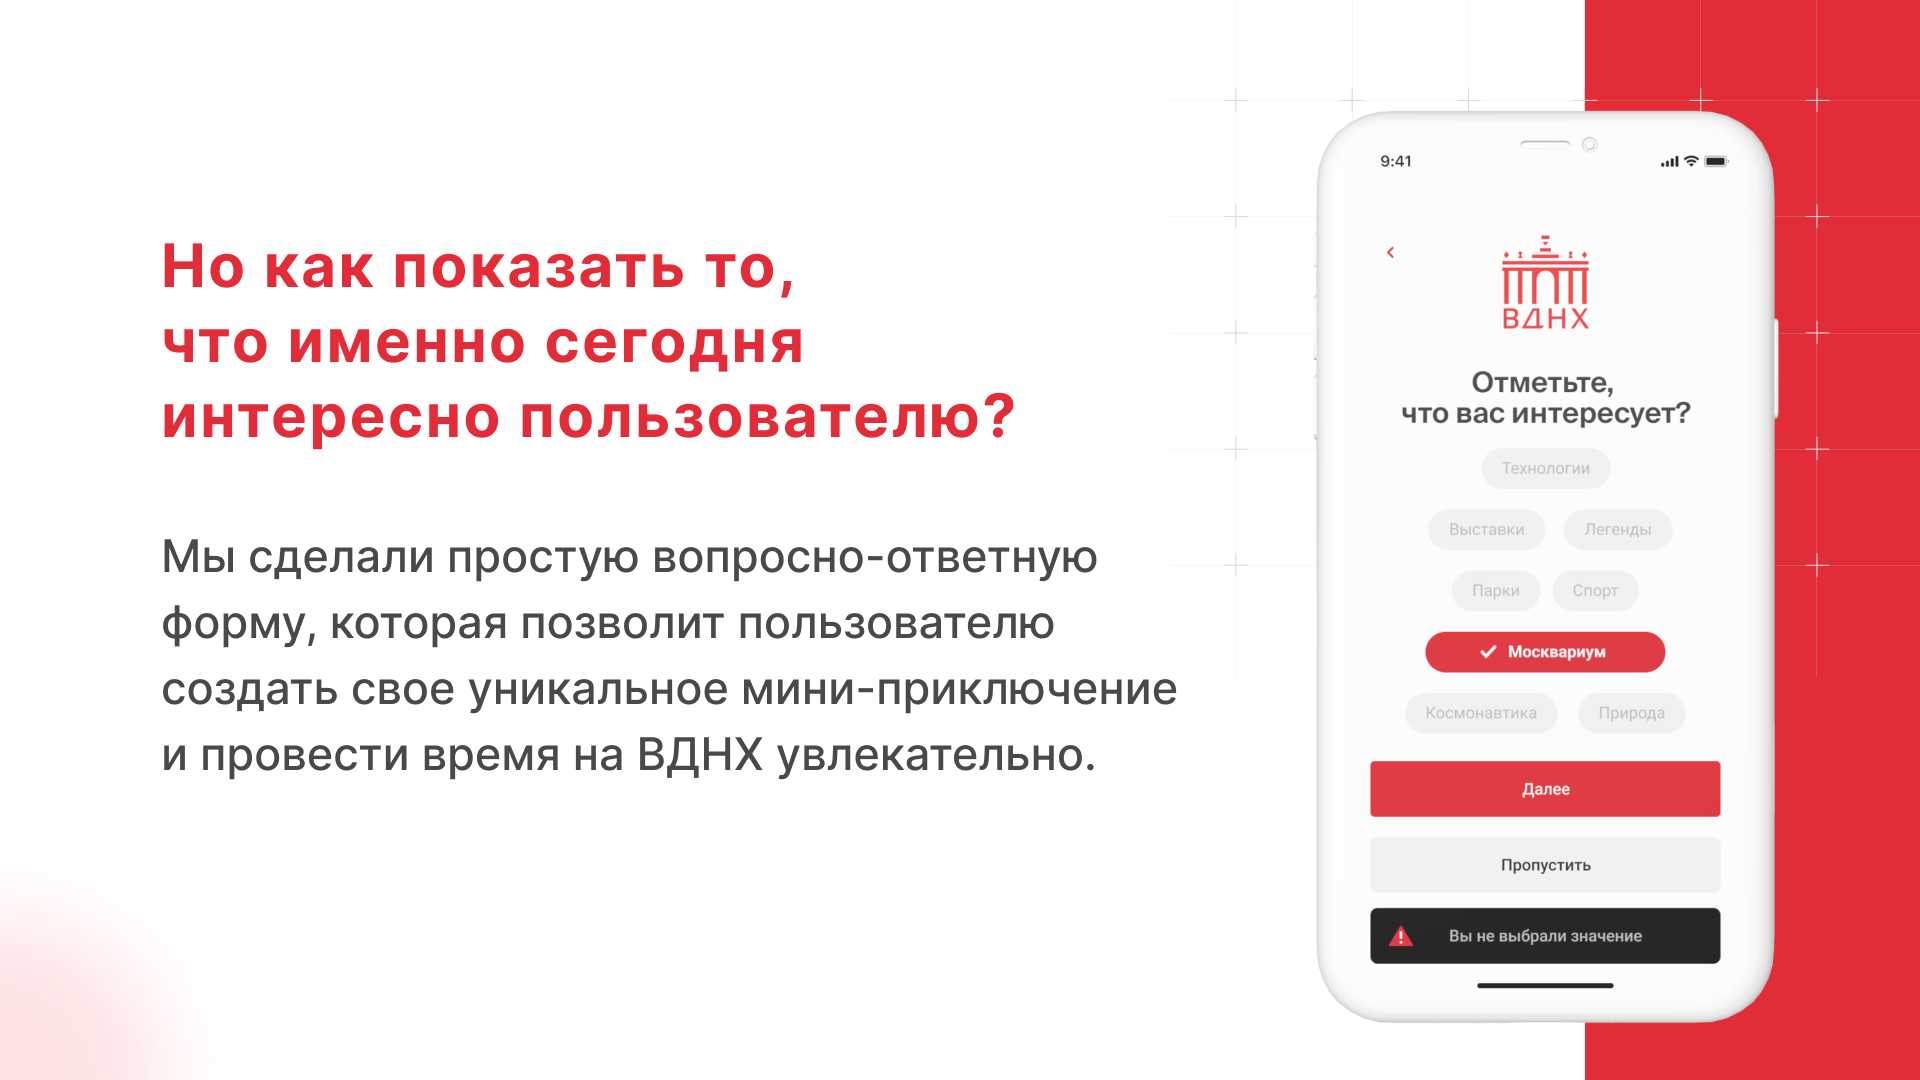 Но как показать то,
что именно сегодня
интересно пользователю?
Мы сделали простую вопросно-ответную
форму, которая позволит пользователю
создать свое уникальное мини-приключение
и провести время на ВДНХ увлекательно.
9:41
ВДНХ
Отметьте,
что вас интересует?
Технологии
Выставки Легенды
Парки Спорт
Москвариум
Космонавтика Природа
Далее
Пропустить
Вы не выбрали значение